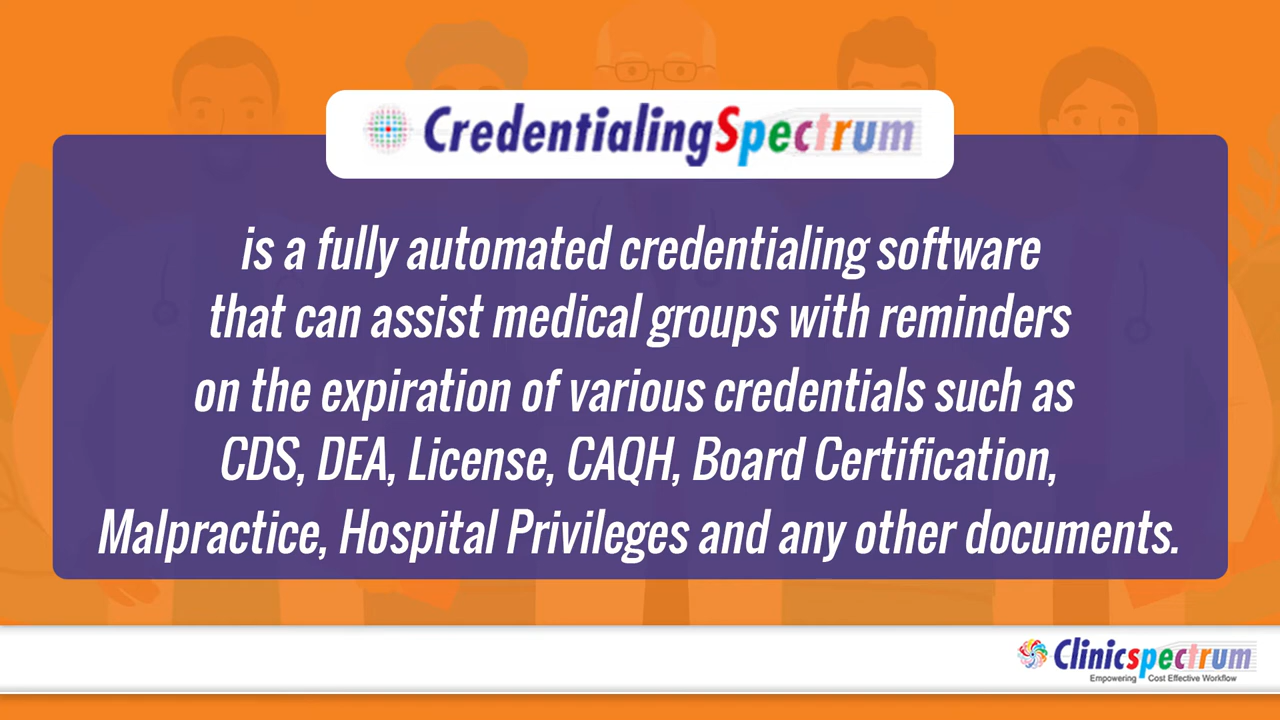 CredentialingSpectrum
is a fully automated credentialing software
that can assist medical groups with reminders
on the expiration of various credentials such as
CDS, DEA, License, CAQH, Board Certification,
Malpractice, Hospital Privileges and any other documents.
Clinicspectrum
Empowering Cost Effective Workflow